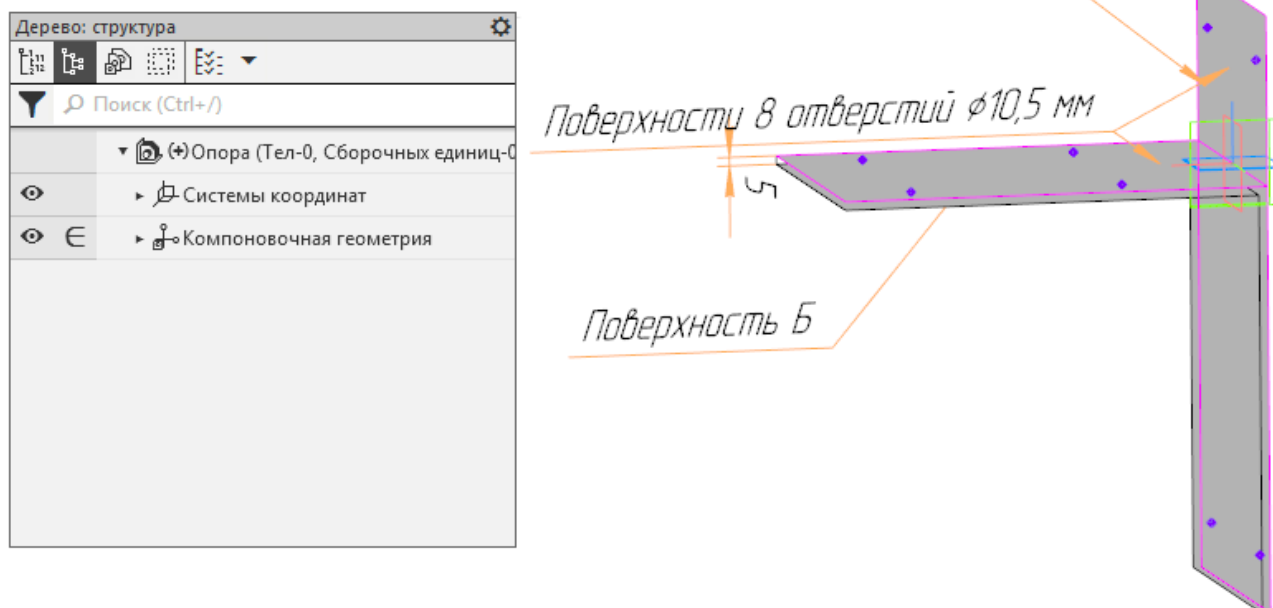 Дерево: структура
Поиск (Ctrl+/)
(+)Опора (Тел-0, Сборочных единиц-0
Системы координат
Компоновочная геометрия
Поверхности 8 отверстий ⌀10,5 мм
5
Поверхность Б